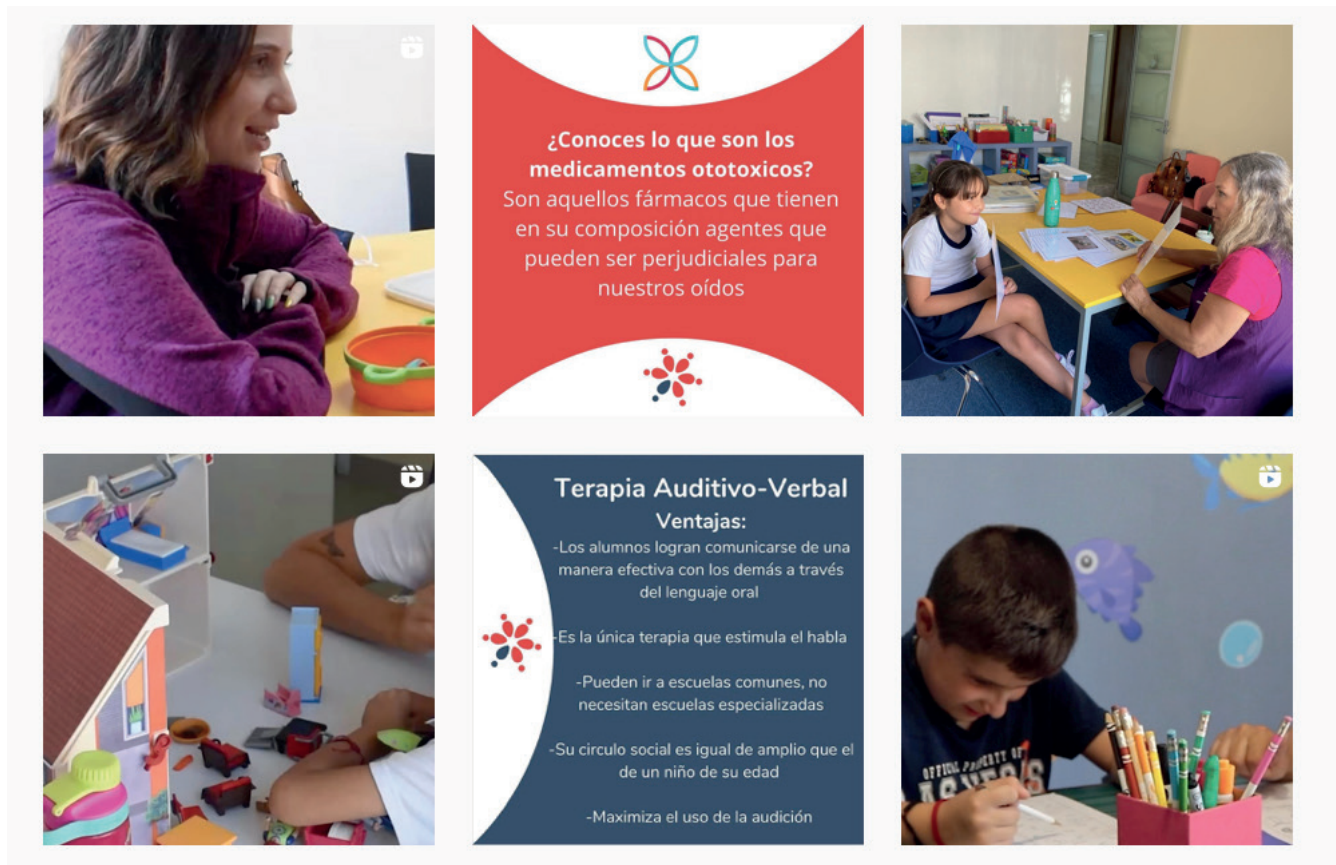 ¿Conoces lo que son los
medicamentos ototoxicos?
Son aquellos fármacos que tienen
en su composición agentes que
pueden ser perjudiciales para
nuestros oídos
Terapia Auditivo-Verbal
Ventajas:
-Los alumnos logran comunicarse de una
manera efectiva con los demás a través
del lenguaje oral
-Es la única terapia que estimula el habla
-Pueden ir a escuelas comunes, no
necesitan escuelas especializadas
-Su circulo social es igual de amplio que el
de un niño de su edad
-Maximiza el uso de la audición
OFFICIAL PROPERTY OF